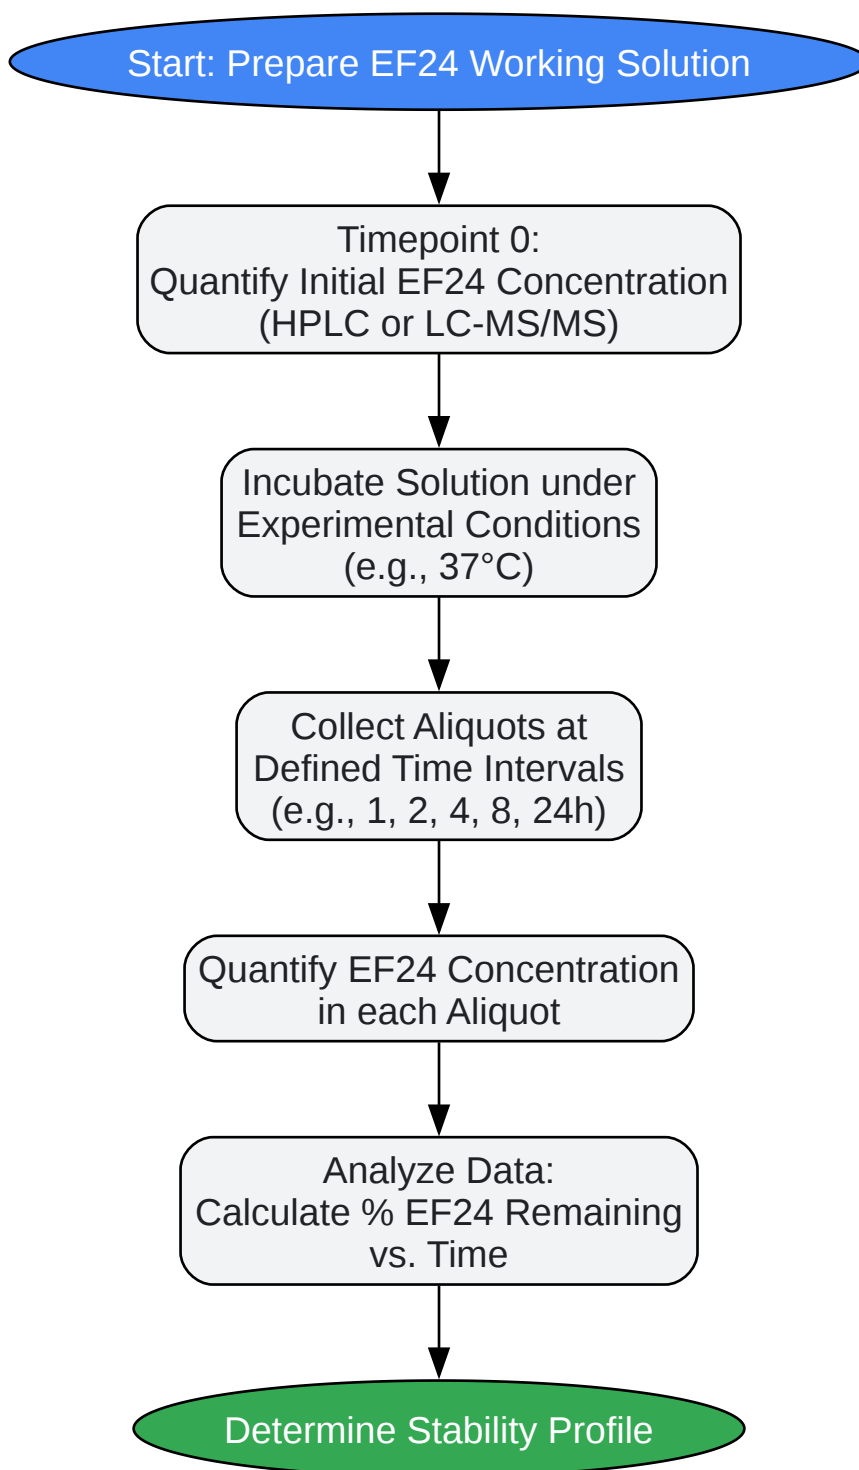 Start: Prepare EF24 Working Solution
Timepoint 0:
Quantify Initial EF24 Concentration
(HPLC or LC-MS/MS)
Incubate Solution under
Experimental Conditions
(e.g., 37°C)
Collect Aliquots at
Defined Time Intervals
(e.g., 1, 2, 4, 8, 24h)
Quantify EF24 Concentration
in each Aliquot
Analyze Data:
Calculate % EF24 Remaining
vs. Time
Determine Stability Profile